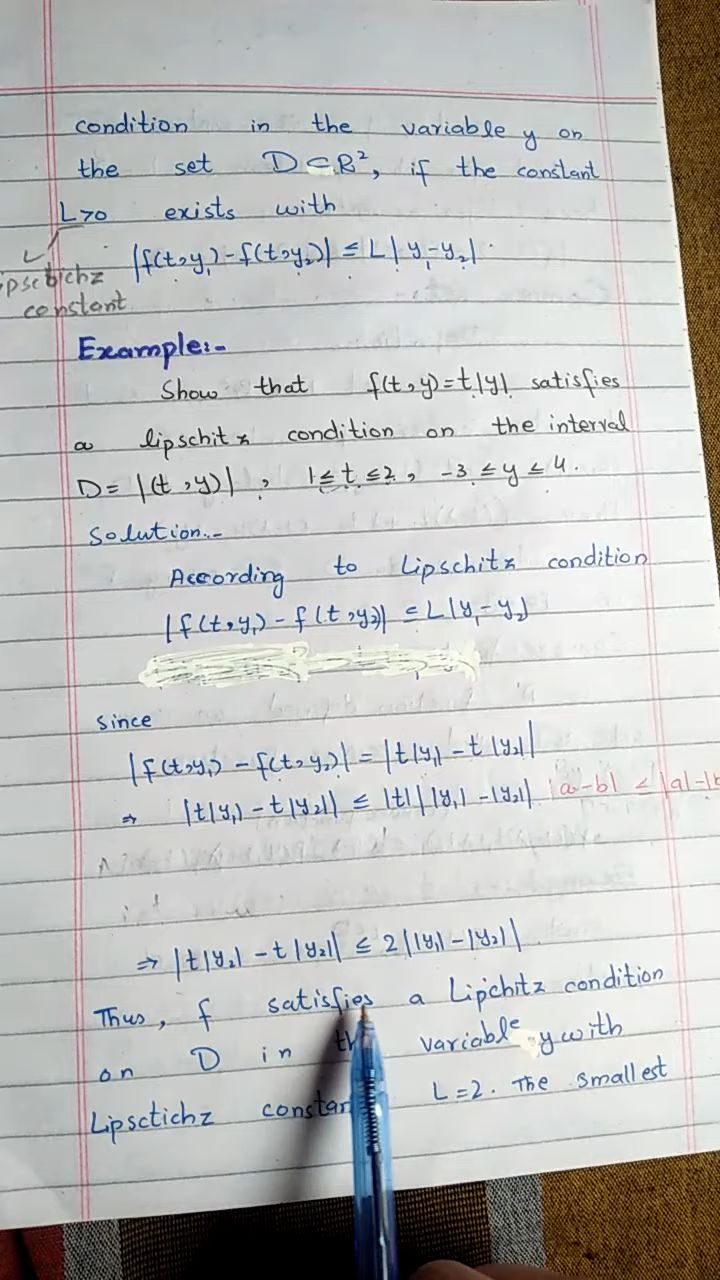 condition in the variable y on
the set D⊂R², if the constant
L>0 exists with
|f(t,y₁)-f(t,y₂)| ≤ L|y₁-y₂|.
constant
Example:-
Show that f(t,y)=t|y| satisfies
a lipschitz condition on the interval
D= |(t,y)|, 1≤t≤2, -3≤y≤4.
Solution:-
According to Lipschitz condition
|f(t,y₁)-f(t,y₂)| ≤L|y₁-y₂|
since
|f(t,y₁)-f(t,y₂)|=|t|y₁|-t|y₂||
⇒ |t|y₁|-t|y₂|| ≤ |t|||y₁|-|y₂|| |a-b| ≤ |a|-
⇒ |t|y₂|-t|y₂|| ≤ 2||y₁|-|y₂||
Thus, f satisfies a Lipchitz condition
on D in variable y with
Lipsctichz L=2. The smallest